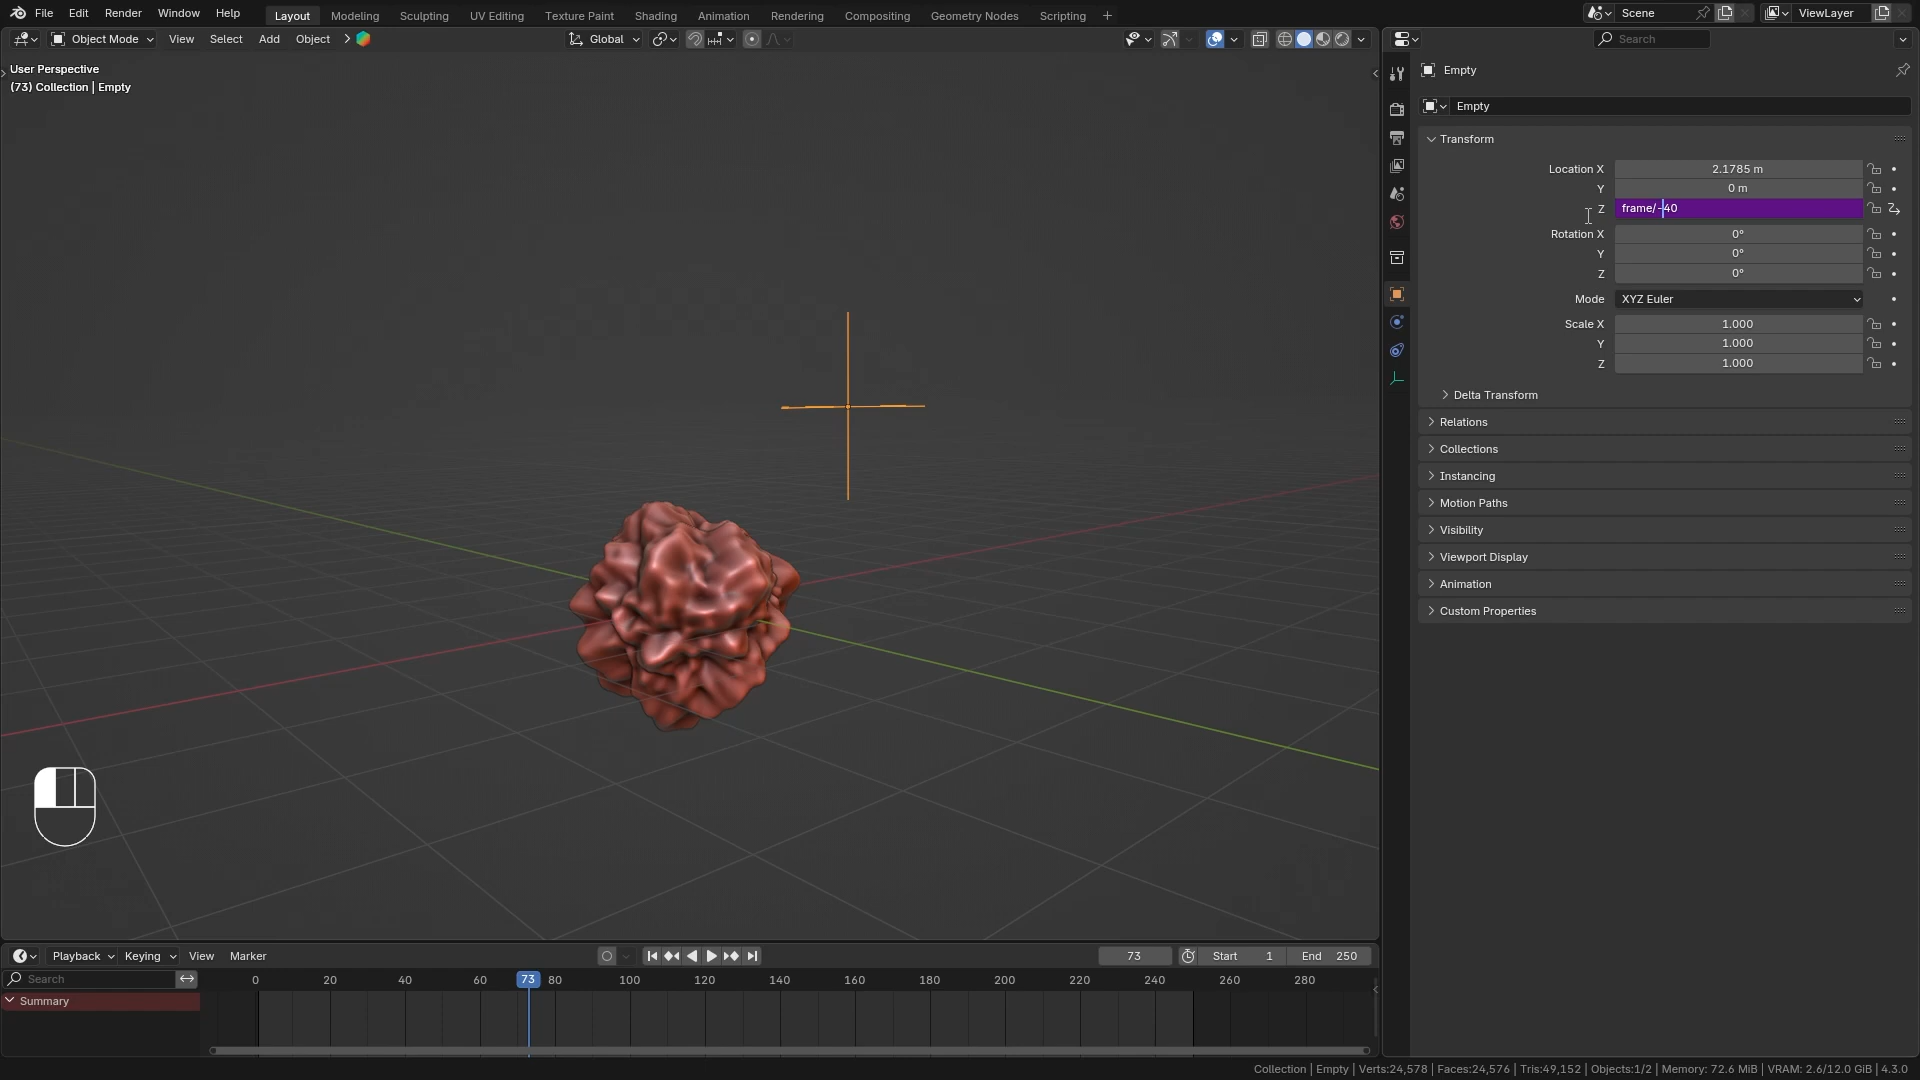 File Edit Render Window Help Layout Modeling Sculpting UV Editing Texture Paint Shading Animation Rendering Compositing Geometry Nodes Scripting + Scene ViewLayer
Object Mode View Select Add Object Global Search
User Perspective
(73) Collection | Empty
Empty
Empty
Transform
Location X 2.1785 m
Y 0 m
Z frame/-40
Rotation X 0°
Y 0°
Z 0°
Mode XYZ Euler
Scale X 1.000
Y 1.000
Z 1.000
Delta Transform
Relations
Collections
Instancing
Motion Paths
Visibility
Viewport Display
Animation
Custom Properties
Playback Keying View Marker 73 Start 1 End 250
Search 0 20 40 60 73 80 100 120 140 160 180 200 220 240 260 280
Summary
Collection | Empty | Verts:24,578 | Faces:24,576 | Tris:49,152 | Objects:1/2 | Memory: 72.6 MiB | VRAM: 2.6/12.0 GiB | 4.3.0